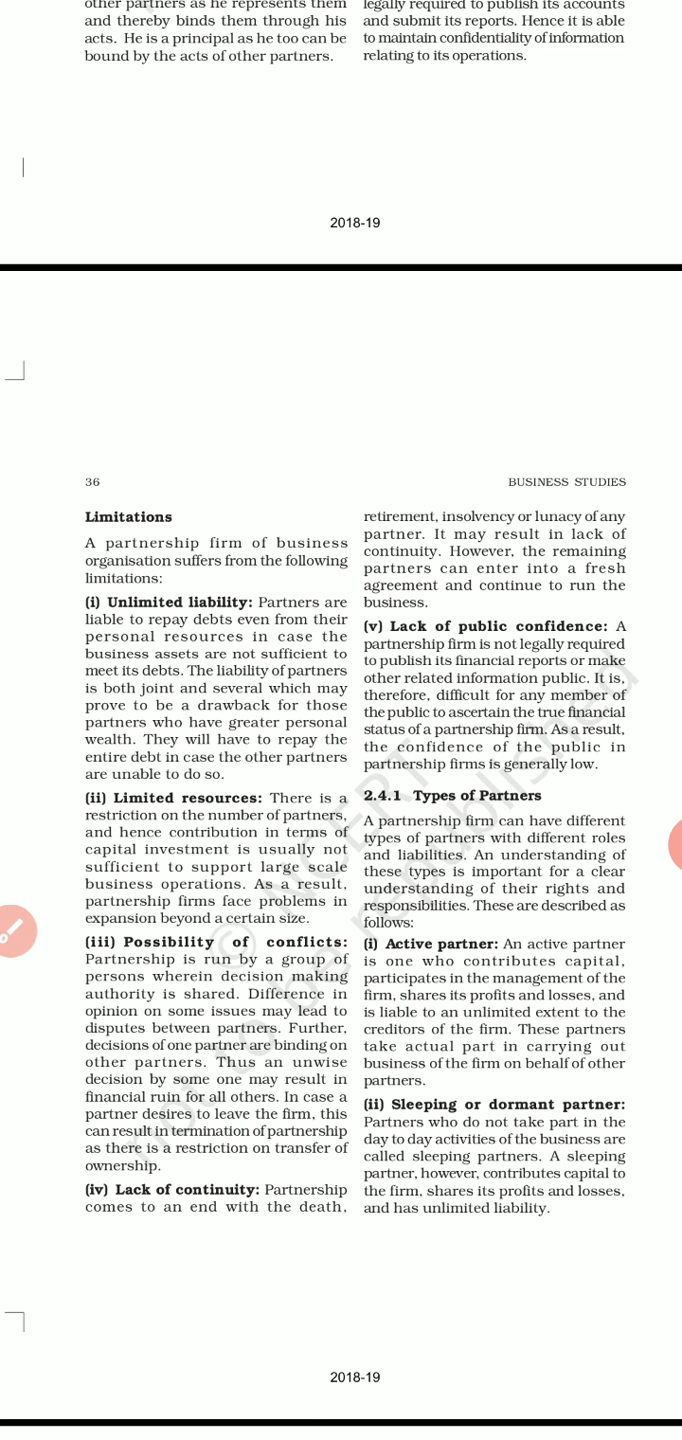 other partners as he represents them
and thereby binds them through his
acts. He is a principal as he too can be
bound by the acts of other partners.
legally required to publish its accounts
and submit its reports. Hence it is able
to maintain confidentiality of information
relating to its operations.
2018-19
36
BUSINESS STUDIES
Limitations
A partnership firm of business
organisation suffers from the following
limitations:
(i) Unlimited liability: Partners are
liable to repay debts even from their
personal resources in case the
business assets are not sufficient to
meet its debts. The liability of partners
is both joint and several which may
prove to be a drawback for those
partners who have greater personal
wealth. They will have to repay the
entire debt in case the other partners
are unable to do so.
(ii) Limited resources: There is a
restriction on the number of partners,
and hence contribution in terms of
capital investment is usually not
sufficient to support large scale
business operations. As a result,
partnership firms face problems in
expansion beyond a certain size.
(iii) Possibility of conflicts:
Partnership is run by a group of
persons wherein decision making
authority is shared. Difference in
opinion on some issues may lead to
disputes between partners. Further,
decisions of one partner are binding on
other partners. Thus an unwise
decision by some one may result in
financial ruin for all others. In case a
partner desires to leave the firm, this
can result in termination of partnership
as there is a restriction on transfer of
ownership.
(iv) Lack of continuity: Partnership
comes to an end with the death,
retirement, insolvency or lunacy of any
partner. It may result in lack of
continuity. However, the remaining
partners can enter into a fresh
agreement and continue to run the
business.
(v) Lack of public confidence: A
partnership firm is not legally required
to publish its financial reports or make
other related information public. It is,
therefore, difficult for any member of
the public to ascertain the true financial
status of a partnership firm. As a result,
the confidence of the public in
partnership firms is generally low.
2.4.1 Types of Partners
A partnership firm can have different
types of partners with different roles
and liabilities. An understanding of
these types is important for a clear
understanding of their rights and
responsibilities. These are described as
follows:
(i) Active partner: An active partner
is one who contributes capital,
participates in the management of the
firm, shares its profits and losses, and
is liable to an unlimited extent to the
creditors of the firm. These partners
take actual part in carrying out
business of the firm on behalf of other
partners.
(ii) Sleeping or dormant partner:
Partners who do not take part in the
day to day activities of the business are
called sleeping partners. A sleeping
partner, however, contributes capital to
the firm, shares its profits and losses,
and has unlimited liability.
© NCERT
not to be republished
2018-19